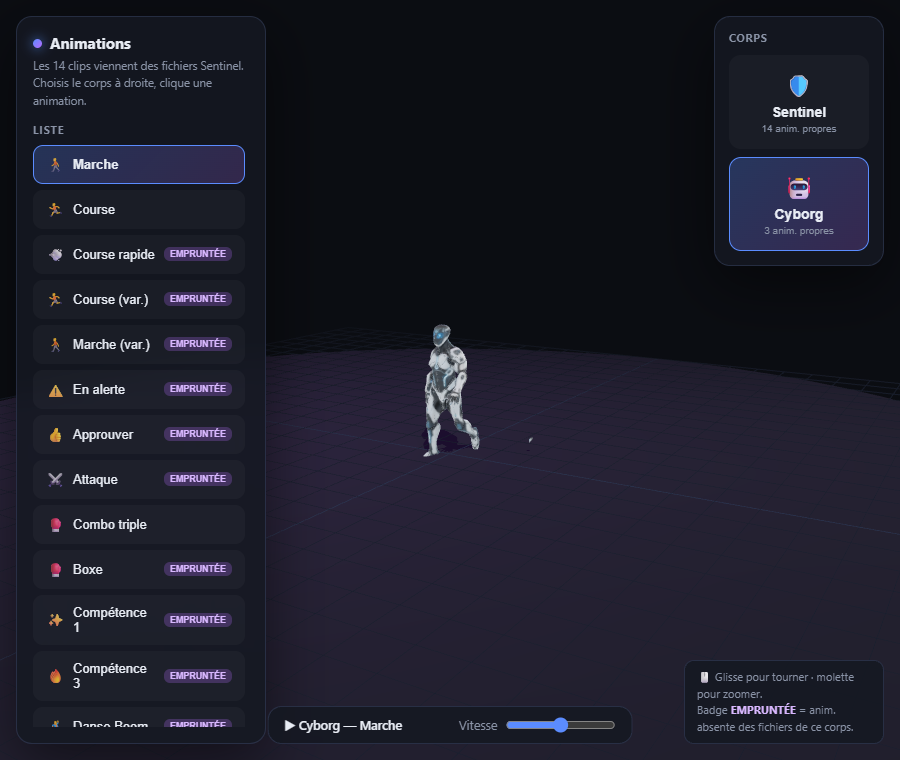 Animations
Les 14 clips viennent des fichiers Sentinel.
Choisis le corps à droite, clique une
animation.
LISTE
Marche
Course
Course rapide EMPRUNTÉE
Course (var.) EMPRUNTÉE
Marche (var.) EMPRUNTÉE
En alerte EMPRUNTÉE
Approuver EMPRUNTÉE
Attaque EMPRUNTÉE
Combo triple
Boxe EMPRUNTÉE
Compétence
1 EMPRUNTÉE
Compétence
3 EMPRUNTÉE
Danse Boom EMPRUNTÉE
CORPS
Sentinel
14 anim. propres
Cyborg
3 anim. propres
Cyborg — Marche
Vitesse
Glisse pour tourner · molette
pour zoomer.
Badge EMPRUNTÉE = anim.
absente des fichiers de ce corps.